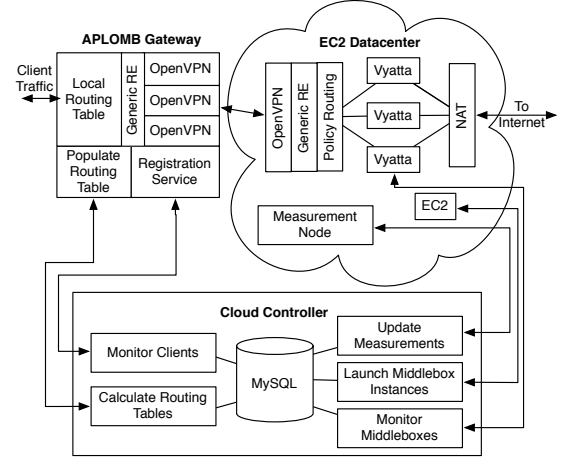 APLOMB Gateway
EC2 Datacenter
Client
Traffic
Local
Routing
Table
Generic RE
OpenVPN
OpenVPN
OpenVPN
Populate
Routing
Table
Registration
Service
OpenVPN
Generic RE
Policy Routing
Vyatta
Vyatta
Vyatta
NAT
To
Internet
EC2
Measurement
Node
Cloud Controller
Monitor Clients
Calculate Routing
Tables
MySQL
Update
Measurements
Launch Middlebox
Instances
Monitor
Middleboxes